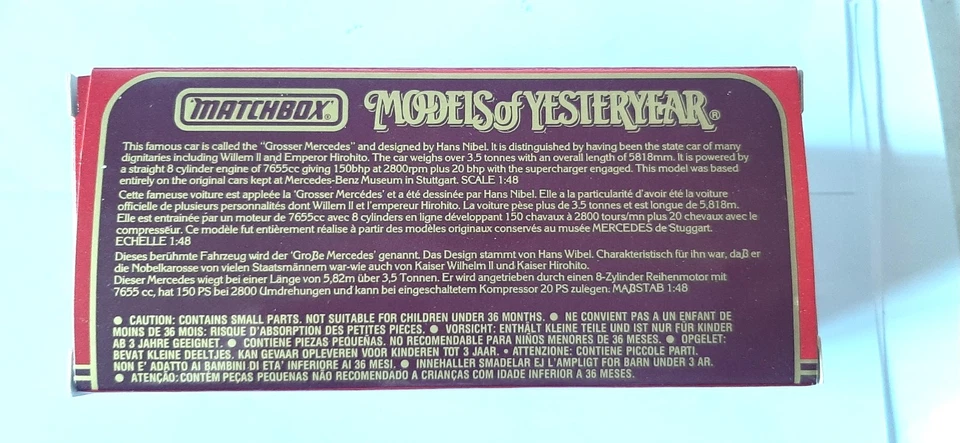 MATCHBOX®
MODELS of YESTERYEAR®
This famous car is called the "Grosser Mercedes" and designed by Hans Nibel. It is distinguished by having been the state car of many
dignitaries including Willem II and Emperor Hirohito. The car weighs over 3.5 tonnes with an overall length of 5818mm. It is powered by
a straight 8 cylinder engine of 7655cc giving 150bhp at 2800rpm plus 20 bhp with the supercharger engaged. This model was based
entirely on the original cars kept at Mercedes-Benz Museum in Stuttgart. SCALE 1:48
Cette fameuse voiture est appleée la 'Grosser Mercédes' et a été dessinée par Hans Nibel. Elle a la particularité d'avoir été la voiture
officielle de plusieurs personnalités dont Willem II et l'empereur Hirohito. La voiture pèse plus de 3.5 tonnes et est longue de 5,818m.
Elle est entrainée par un moteur de 7655cc avec 8 cylinders en ligne développant 150 chavaux à 2800 tours/mn plus 20 chevaux avec le
compresséur. Ce modèle fut entièrement réalise à partir des modèles originaux conservés au musée MERCEDES de Stuggart.
ECHELLE 1:48
Dieses berühmte Fahrzeug wird der 'Große Mercedes' genannt. Das Design stammt von Hans Wibel. Charakteristisch für ihn war, daß er
die Nobelkarosse von vielen Staatsmännern war-wie auch von Kaiser Wilhelm II und Kaiser Hirohito.
Dieser Mercedes wiegt bei einer Länge von 5,82m über 3,5 Tonnen. Er wird angetrieben durch einen 8-Zylinder Reihenmotor mit
7655 cc, hat 150 PS bei 2800 Umdrehungen und kann bei eingeschaltetem Kompressor 20 PS zulegen. MAßSTAB 1:48
● CAUTION: CONTAINS SMALL PARTS. NOT SUITABLE FOR CHILDREN UNDER 36 MONTHS. ● NE CONVIENT PAS A UN ENFANT DE
MOINS DE 36 MOIS: RISQUE D'ABSORPTION DES PETITES PIECES. ● VORSICHT: ENTHÄLT KLEINE TEILE UND IST NUR FÜR KINDER
AB 3 JAHRE GEEIGNET. ● CONTIENE PIEZAS PEQUEÑAS. NO RECOMENDABLE PARA NIÑOS MENORES DE 36 MESES. ● OPGELET:
BEVAT KLEINE DEELTJES. KAN GEVAAR OPLEVEREN VOOR KINDEREN TOT 3 JAAR. • ATTENZIONE: CONTIENE PICCOLE PARTI.
NON E' ADATTO AI BAMBINI DI ETA' INFERIORE AI 36 MESI. ● INNEHALLER SMADELAR EJ LAMPLIGT FOR BARN UNDER 3 AR.
● ATENÇAO: CONTÉM PEÇAS PEQUENAS NÃO RECOMENDADO A CRIANÇAS COM IDADE INFERIOR A 36 MESES.